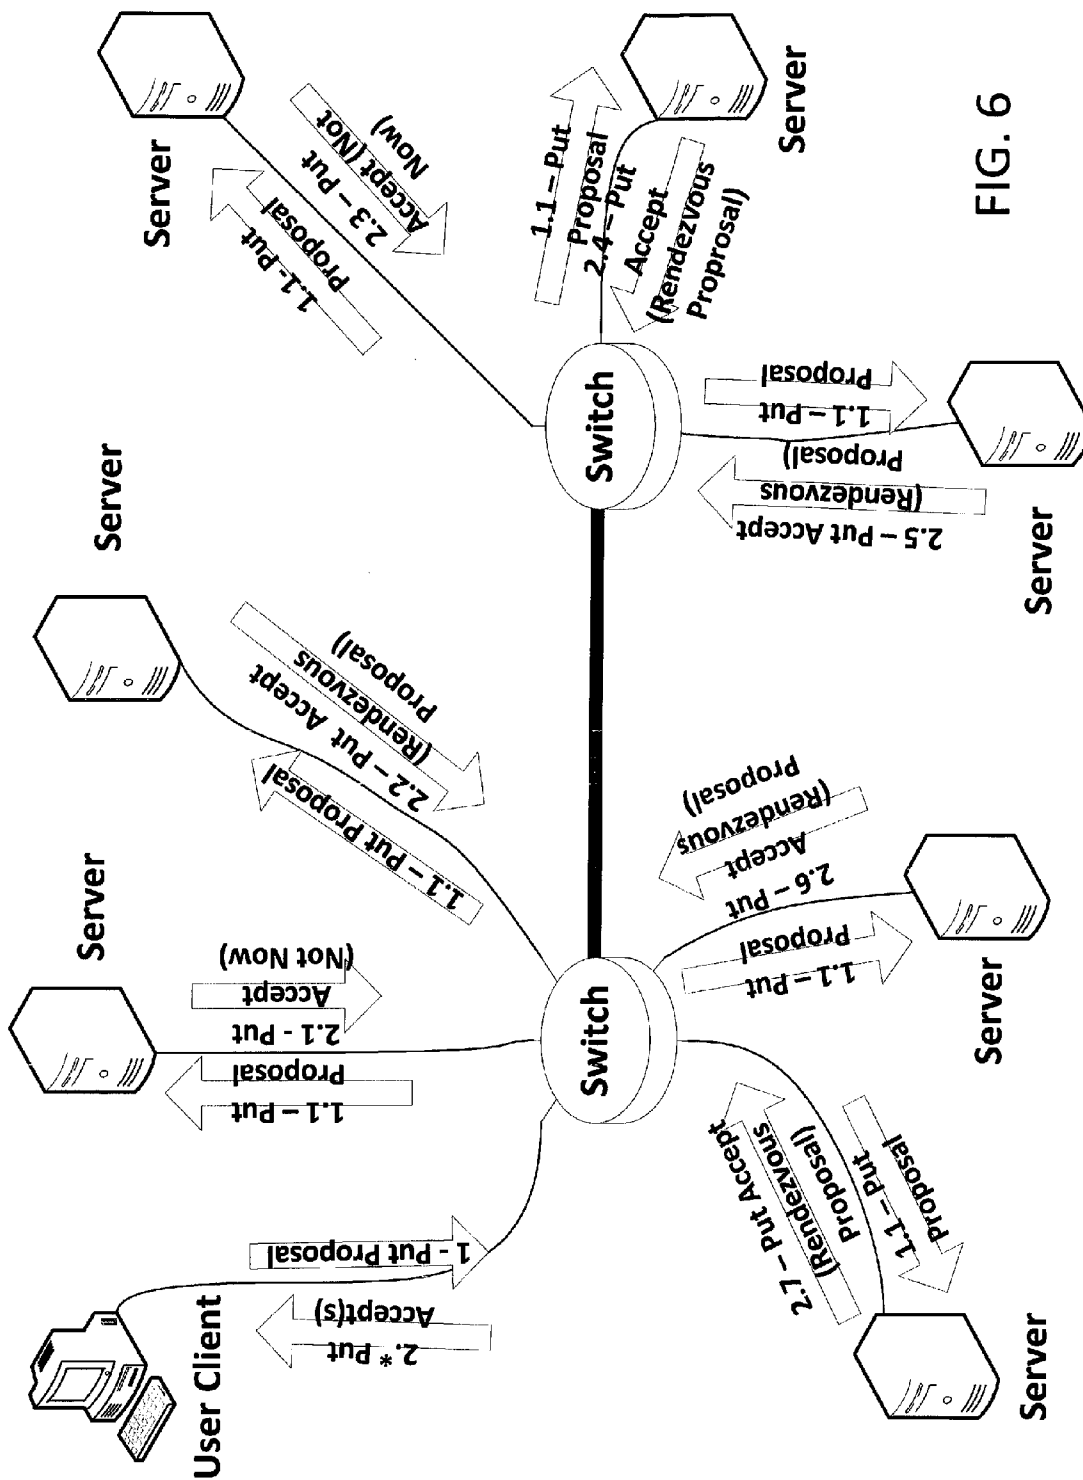 User Client
2.* Put
Accept(s)
1 - Put Proposal
Server
1.1 – Put
Proposal
2.1 - Put
Accept
(Not Now)
Server
1.1 – Put Proposal
2.2 – Put Accept
(Rendezvous
Proposal)
Server
1.1- Put
Proposal
2.3 – Put
Accept (Not
Now)
Switch
Switch
1.1 – Put
Proposal
2.4 – Put
Accept
(Rendezvous
Proprosal)
Server
2.7 – Put Accept
(Rendezvous
Proposal)
1.1 – Put
Proposal
Server
1.1 – Put
Proposal
2.6 – Put
Accept
(Rendezvous
Proposal)
Server
2.5 – Put Accept
(Rendezvous
Proposal)
1.1 – Put
Proposal
Server
FIG. 6